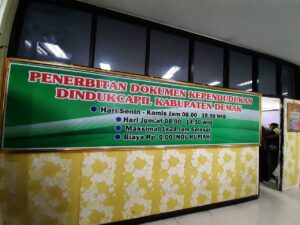 PENERBITAN DOKUMEN KEPENDUDUKAN
DINDUKCAPIL KABUPATEN DEMAK
Hari Senin - Kamis Jam 08.00 - 15.00 WIB
Hari Jum'at 08.00 - 14.30 WIB
Maksimal 1x24 Jam Selesai
Biaya Rp. 0,00 (NOL RUPIAH)